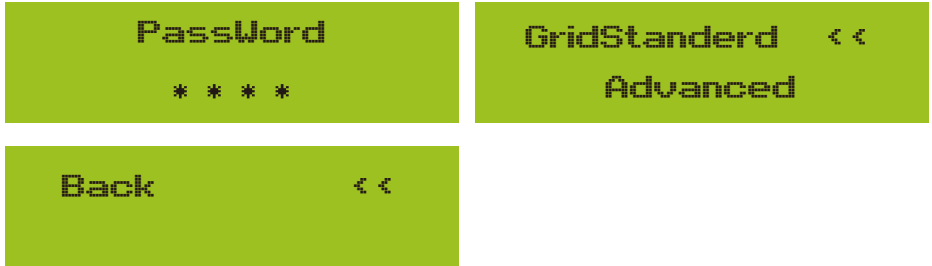 PassWord
* * * *
GridStanderd <<
Advanced
Back <<